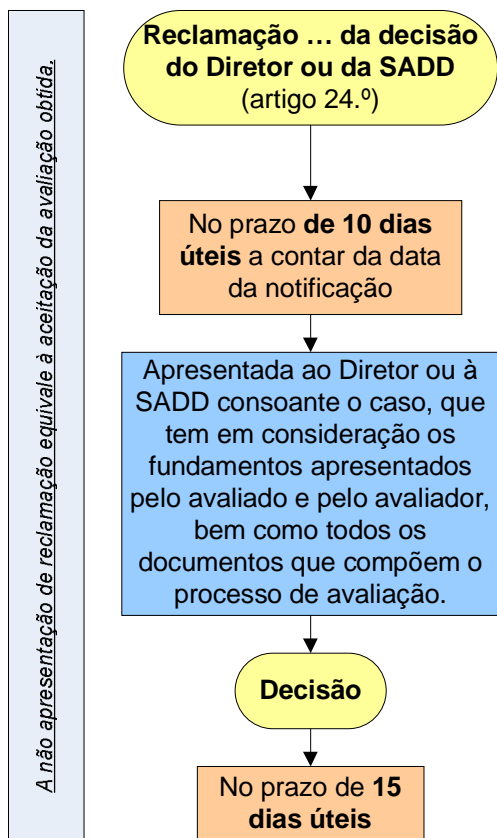 A não apresentação de reclamação equivale à aceitação da avaliação obtida.
Reclamação … da decisão
do Diretor ou da SADD
(artigo 24.º)
No prazo de 10 dias
úteis a contar da data
da notificação
Apresentada ao Diretor ou à
SADD consoante o caso, que
tem em consideração os
fundamentos apresentados
pelo avaliado e pelo avaliador,
bem como todos os
documentos que compõem o
processo de avaliação.
Decisão
No prazo de 15
dias úteis